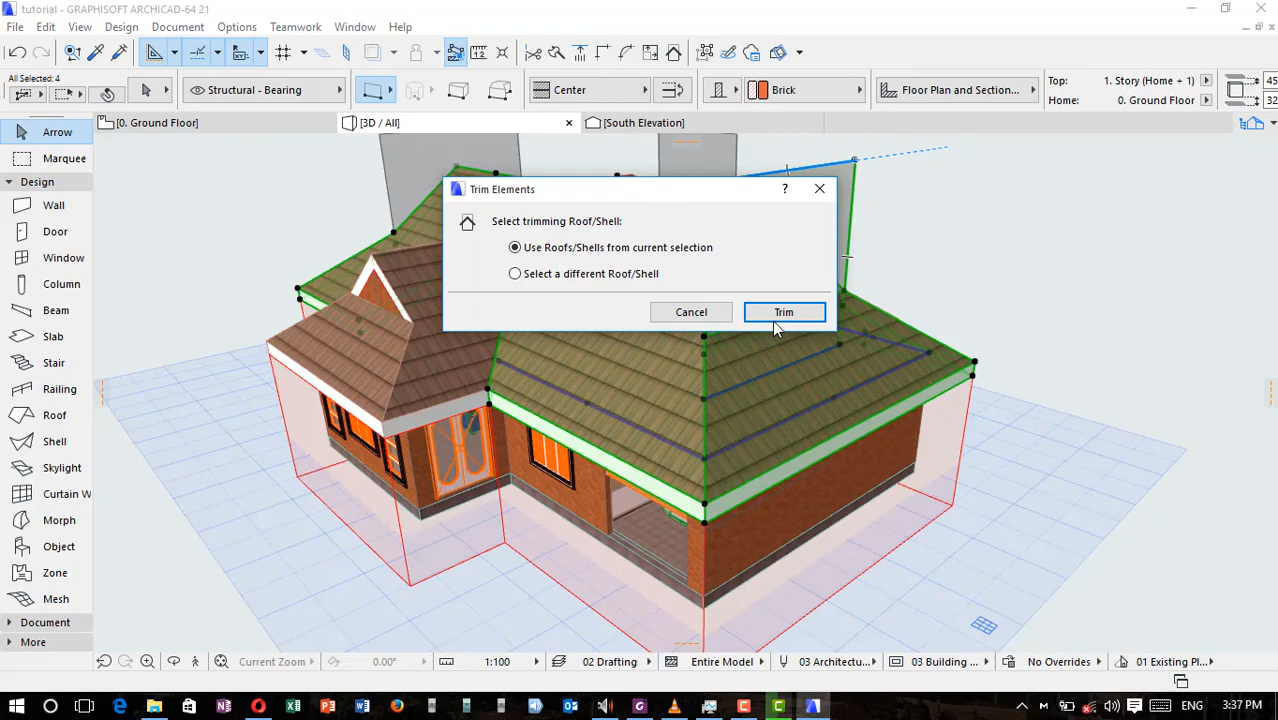 tutorial - GRAPHISOFT ARCHICAD-64 21
File Edit View Design Document Options Teamwork Window Help
All Selected: 4
Structural - Bearing
Center
Brick
Floor Plan and Section...
Top: 1. Story (Home + 1)
Home: 0. Ground Floor
45
32
[0. Ground Floor]
[3D / All]
[South Elevation]
Arrow
Marquee
Design
Wall
Door
Window
Column
Beam
Slab
Stair
Railing
Roof
Shell
Skylight
Curtain W
Morph
Object
Zone
Mesh
Document
More
Trim Elements
?
Select trimming Roof/Shell:
Use Roofs/Shells from current selection
Select a different Roof/Shell
Cancel Trim
Current Zoom
0.00°
1:100
02 Drafting
Entire Model
03 Architectu...
03 Building ...
No Overrides
01 Existing Pl...
ENG 3:37 PM